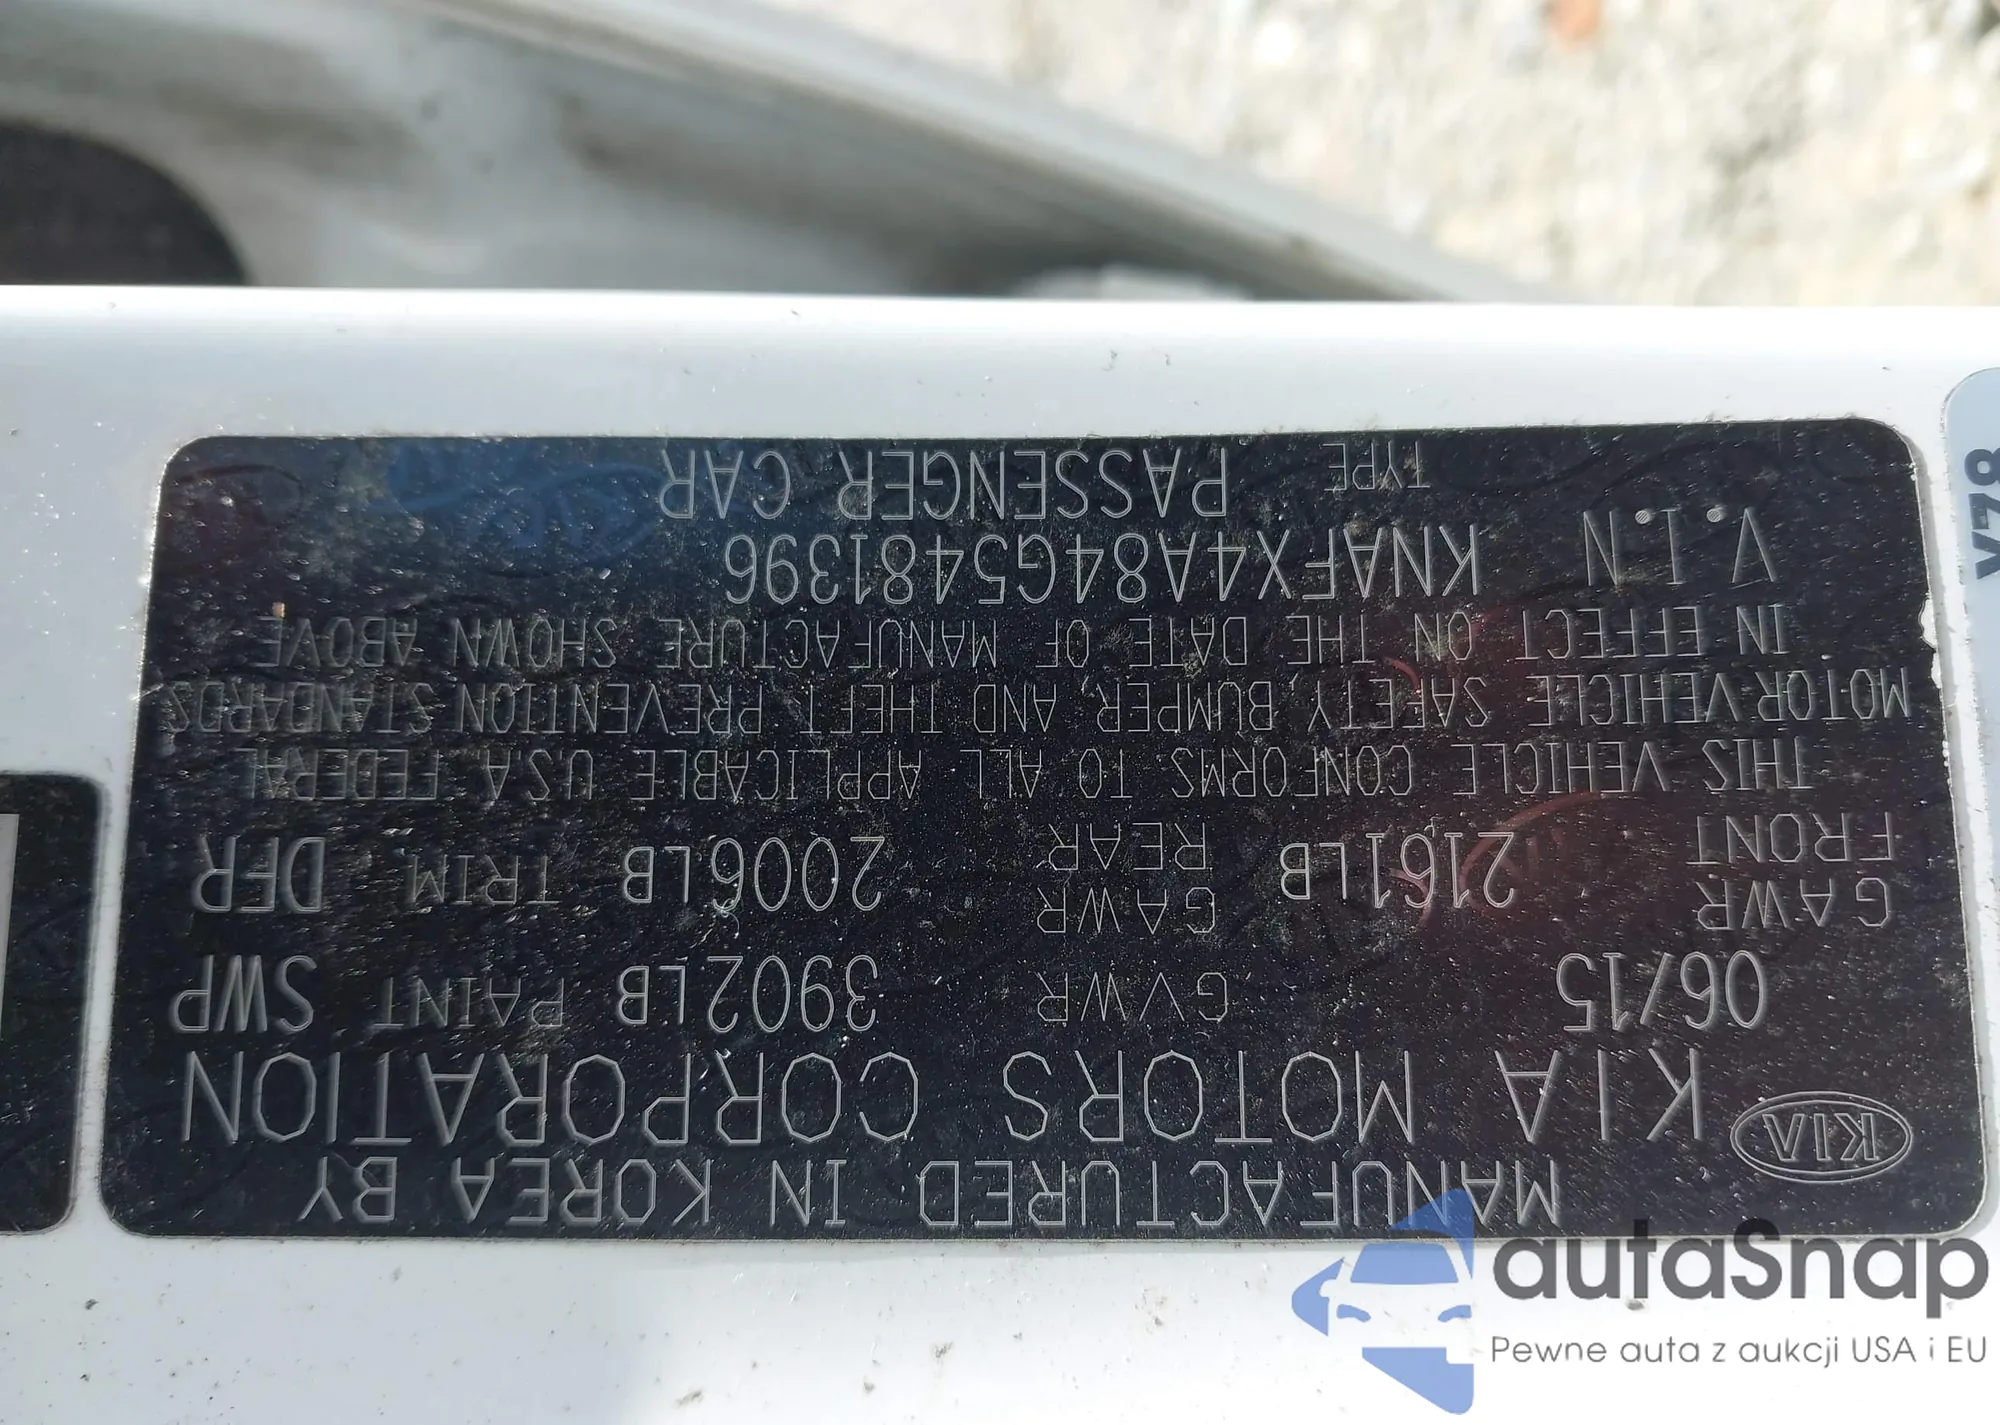 MANUFACTURED IN KOREA BY
KIA KIA MOTORS CORPORATION
06/15 GVWR 3902LB PAINT SWP
GAWR FRONT 2161LB GAWR REAR 2006LB TRIM DFR
THIS VEHICLE CONFORMS TO ALL APPLICABLE U.S.A. FEDERAL
MOTOR VEHICLE SAFETY, BUMPER, AND THEFT PREVENTION STANDARDS
IN EFFECT ON THE DATE OF MANUFACTURE SHOWN ABOVE
V.I.N KNAFX4A84G5481396
TYPE PASSENGER CAR
autaSnap
Pewne auta z aukcji USA i EU